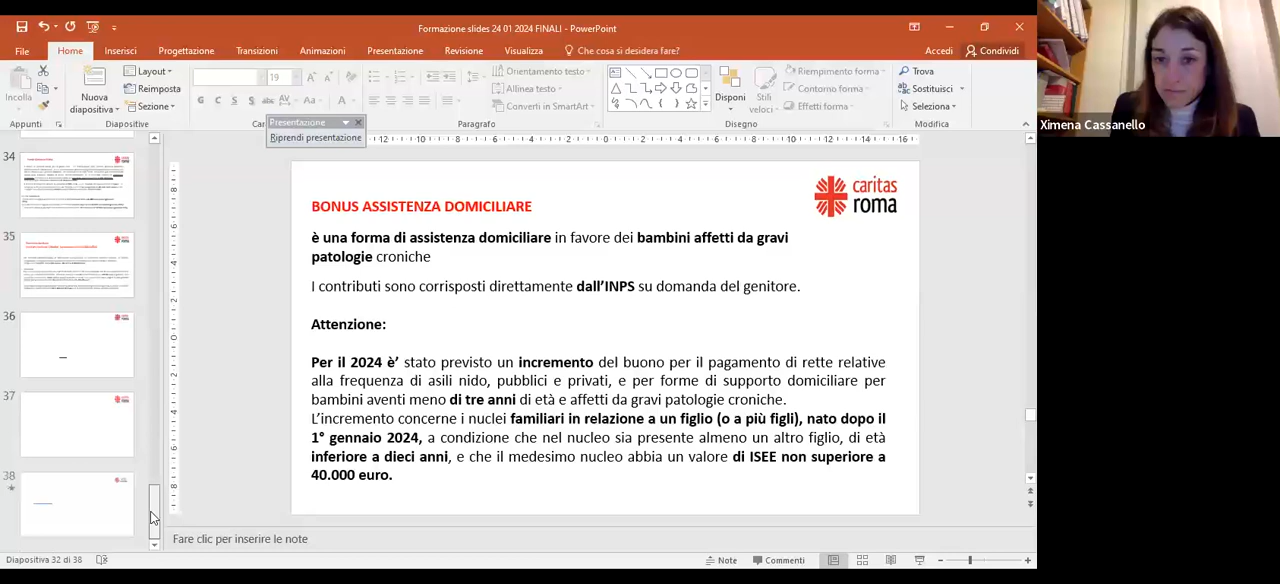 Formazione slides 24 01 2024 FINALI - PowerPoint
File Home Inserisci Progettazione Transizioni Animazioni Presentazione Revisione Visualizza Che cosa si desidera fare? Accedi Condividi
Incolla
Nuova
diapositiva
Layout
Reimposta
Sezione
19
G C S S abc AV Aa A
Orientamento testo
Allinea testo
Converti in SmartArt
Disponi
Stili
veloci
Riempimento forma
Contorno forma
Effetti forma
Trova
Sostituisci
Seleziona
Appunti Diapositive Paragrafo Disegno Modifica
Presentazione
Riprendi presentazione
Ximena Cassanello
34
35
36
37
38
caritas
roma
BONUS ASSISTENZA DOMICILIARE
è una forma di assistenza domiciliare in favore dei bambini affetti da gravi
patologie croniche
I contributi sono corrisposti direttamente dall'INPS su domanda del genitore.
Attenzione:
Per il 2024 è' stato previsto un incremento del buono per il pagamento di rette relative
alla frequenza di asili nido, pubblici e privati, e per forme di supporto domiciliare per
bambini aventi meno di tre anni di età e affetti da gravi patologie croniche.
L'incremento concerne i nuclei familiari in relazione a un figlio (o a più figli), nato dopo il
1° gennaio 2024, a condizione che nel nucleo sia presente almeno un altro figlio, di età
inferiore a dieci anni, e che il medesimo nucleo abbia un valore di ISEE non superiore a
40.000 euro.
Fare clic per inserire le note
Diapositiva 32 di 38 Note Commenti